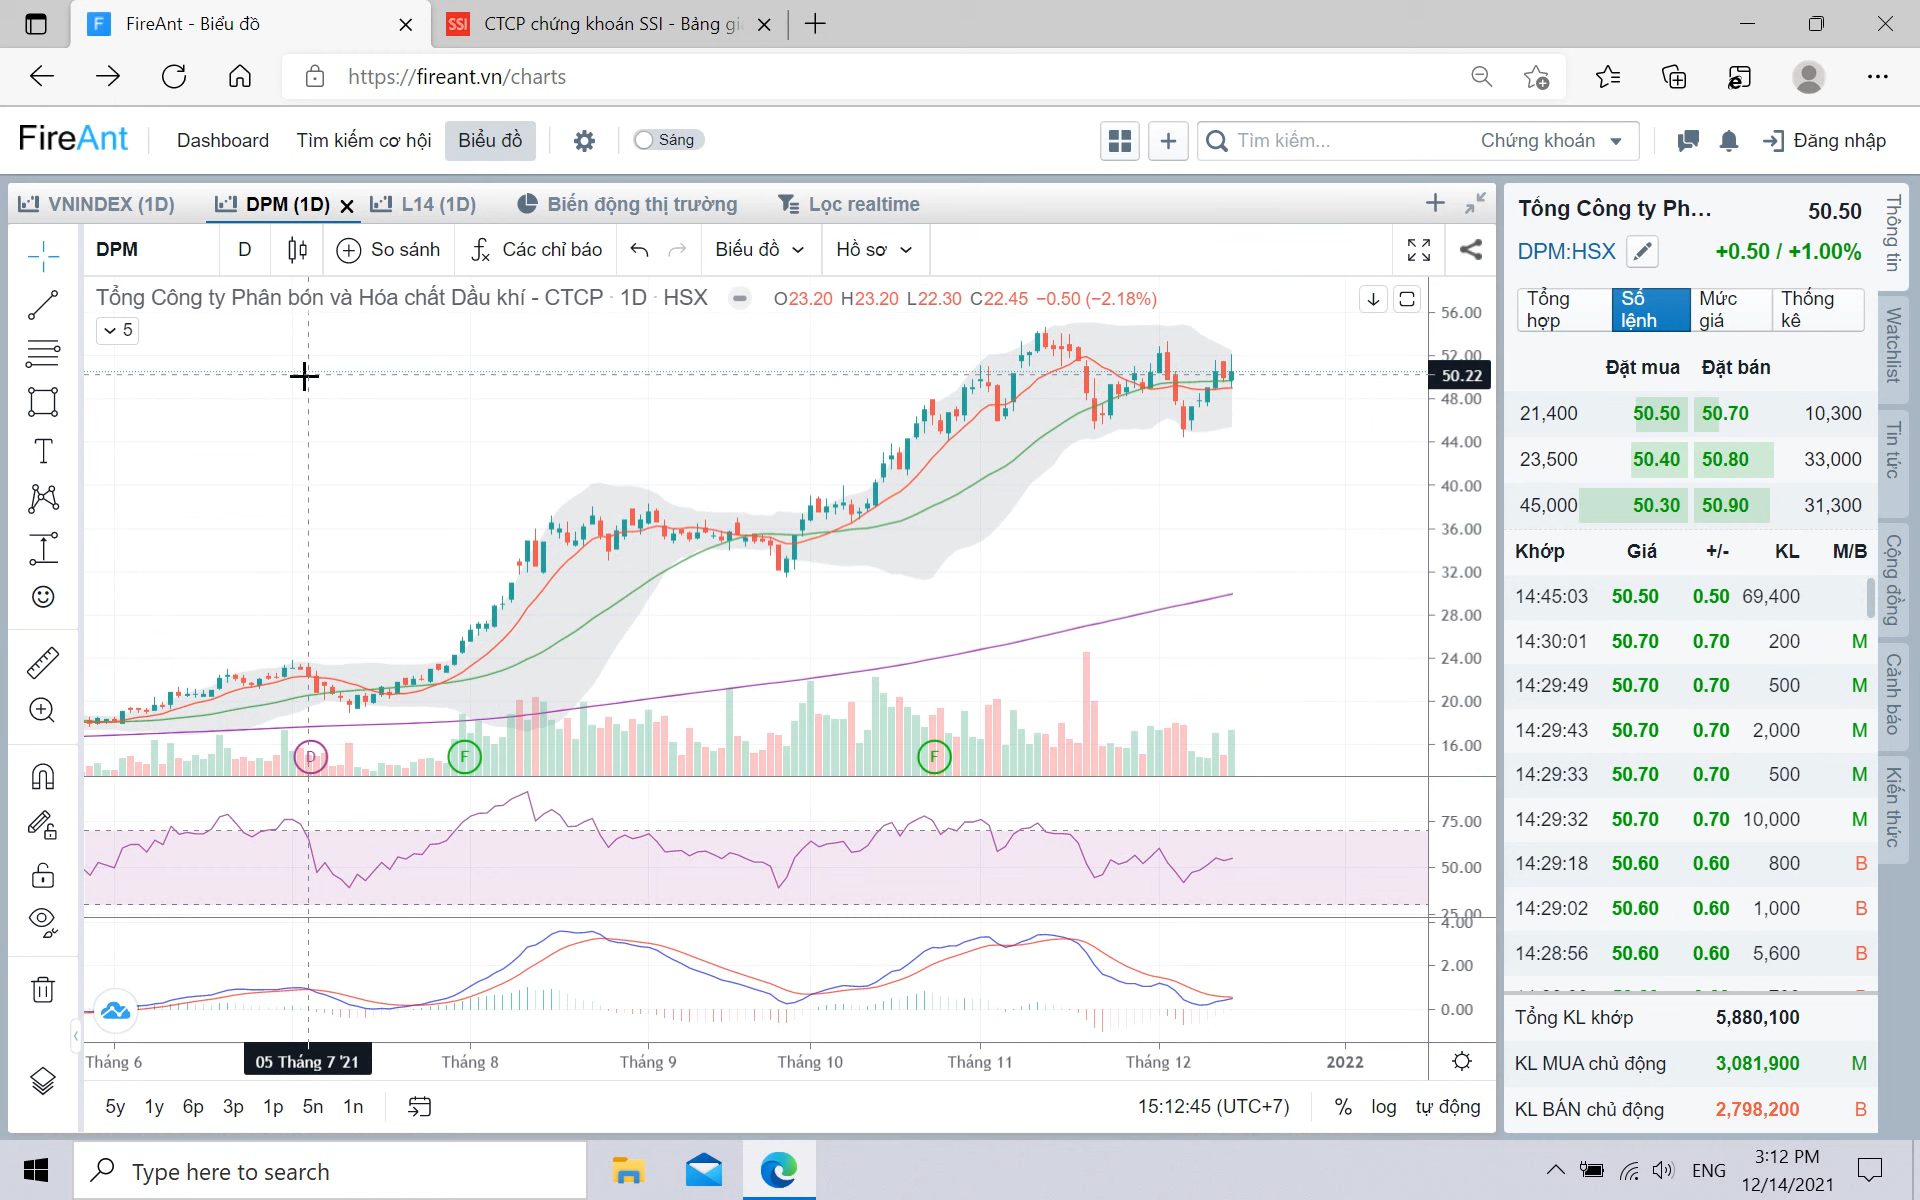 FireAnt - Biểu đồ
SSI CTCP chứng khoán SSI - Bảng gi
https://fireant.vn/charts
FireAnt Dashboard Tìm kiếm cơ hội Biểu đồ Sáng Tìm kiếm... Chứng khoán Đăng nhập
VNINDEX (1D) DPM (1D) L14 (1D) Biến động thị trường Lọc realtime
DPM D So sánh Các chỉ báo Biểu đồ Hồ sơ
Tổng Công ty Phân bón và Hóa chất Dầu khí - CTCP · 1D · HSX O23.20 H23.20 L22.30 C22.45 −0.50 (−2.18%)
5
56.00
52.00
50.22
48.00
44.00
40.00
36.00
32.00
28.00
24.00
20.00
16.00
D F F
75.00
50.00
25.00
4.00
2.00
0.00
Tháng 6 05 Tháng 7 '21 Tháng 8 Tháng 9 Tháng 10 Tháng 11 Tháng 12 2022
5y 1y 6p 3p 1p 5n 1n 15:12:45 (UTC+7) % log tự động
Tổng Công ty Ph... 50.50
DPM:HSX +0.50 / +1.00%
Tổng hợp Số lệnh Mức giá Thống kê
Đặt mua Đặt bán
21,400 50.50 50.70 10,300
23,500 50.40 50.80 33,000
45,000 50.30 50.90 31,300
Khớp Giá +/- KL M/B
14:45:03 50.50 0.50 69,400
14:30:01 50.70 0.70 200 M
14:29:49 50.70 0.70 500 M
14:29:43 50.70 0.70 2,000 M
14:29:33 50.70 0.70 500 M
14:29:32 50.70 0.70 10,000 M
14:29:18 50.60 0.60 800 B
14:29:02 50.60 0.60 1,000 B
14:28:56 50.60 0.60 5,600 B
Tổng KL khớp 5,880,100
KL MUA chủ động 3,081,900 M
KL BÁN chủ động 2,798,200 B
Thông tin
Watchlist
Tin tức
Cộng đồng
Cảnh báo
Kiến thức
Type here to search
ENG
3:12 PM
12/14/2021